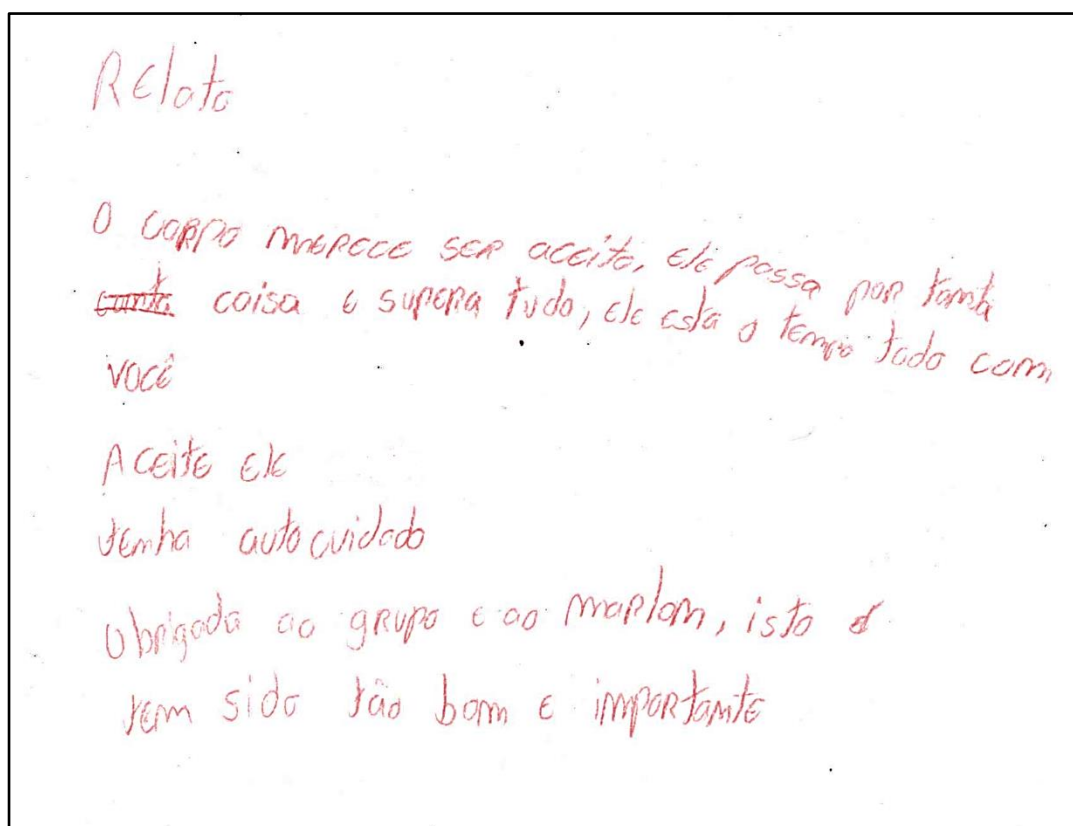 Relato
O corpo merece ser aceito, ele passa por tanta
coisa e supera tudo, ele esta o tempo todo com
você
Aceite ele
tenha autocuidado
Obrigada ao grupo e ao marlom, isto
tem sido tão bom e importante